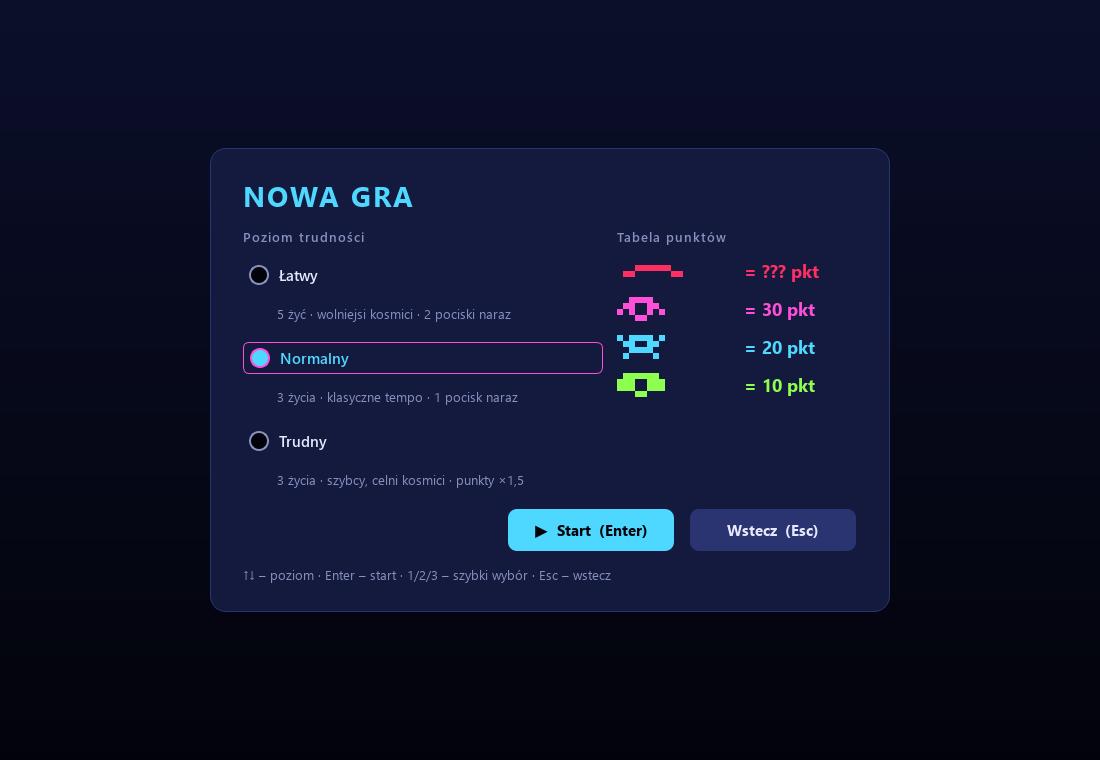 NOWA GRA
Poziom trudności
Łatwy
5 żyć · wolniejsi kosmici · 2 pociski naraz
Normalny
3 życia · klasyczne tempo · 1 pocisk naraz
Trudny
3 życia · szybcy, celni kosmici · punkty ×1,5
Tabela punktów
= ??? pkt
= 30 pkt
= 20 pkt
= 10 pkt
▶ Start (Enter)
Wstecz (Esc)
↑↓ – poziom · Enter – start · 1/2/3 – szybki wybór · Esc – wstecz